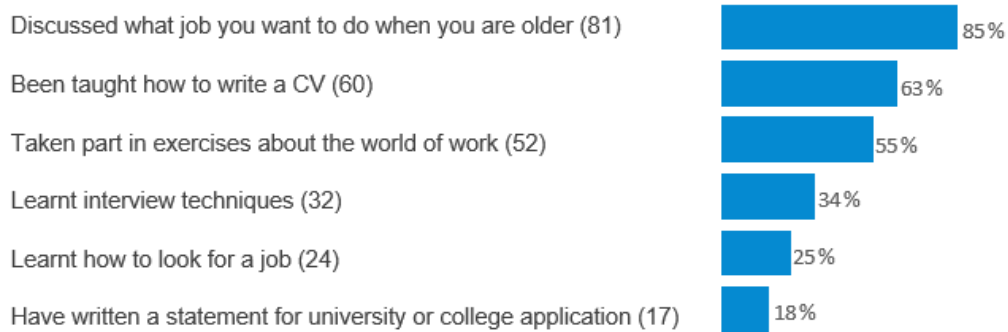 Discussed what job you want to do when you are older (81) 85%
Been taught how to write a CV (60) 63%
Taken part in exercises about the world of work (52) 55%
Learnt interview techniques (32) 34%
Learnt how to look for a job (24) 25%
Have written a statement for university or college application (17) 18%